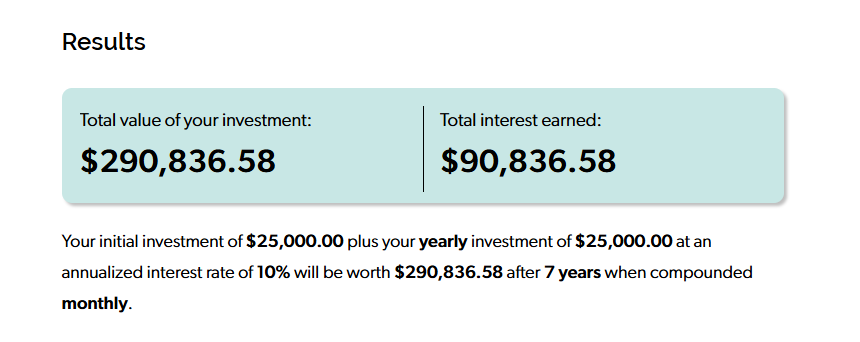 Results
Total value of your investment:
$290,836.58
Total interest earned:
$90,836.58
Your initial investment of $25,000.00 plus your yearly investment of $25,000.00 at an
annualized interest rate of 10% will be worth $290,836.58 after 7 years when compounded
monthly.